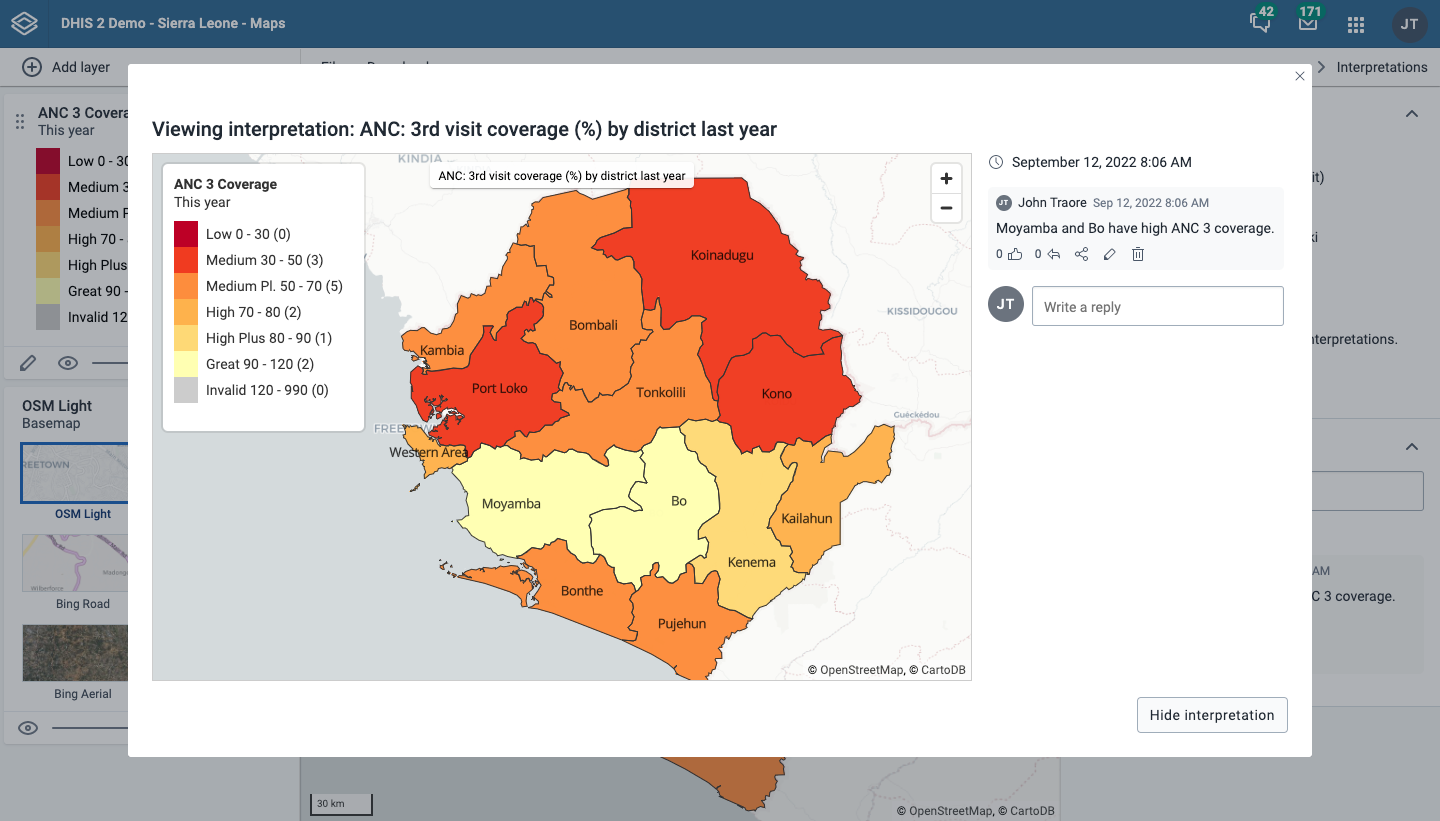 DHIS 2 Demo - Sierra Leone - Maps
42
171
JT
Add layer
Interpretations
ANC 3 Covera
This year
Low 0 - 30
Medium 3
Medium P
High 70 -
High Plus
Great 90 -
Invalid 12
OSM Light
Basemap
REETOWN
OSM Light
Wilberforce
Bing Road
Bing Aerial
Viewing interpretation: ANC: 3rd visit coverage (%) by district last year
ANC 3 Coverage
This year
Low 0 - 30 (0)
Medium 30 - 50 (3)
Medium Pl. 50 - 70 (5)
High 70 - 80 (2)
High Plus 80 - 90 (1)
Great 90 - 120 (2)
Invalid 120 - 990 (0)
KINDIA
ANC: 3rd visit coverage (%) by district last year
+
−
Koinadugu
KISSIDOUGOU
Bombali
Kambia
Port Loko
Tonkolili
Kono
Guéckédou
FREETOWN
Western Area
Moyamba
Bo
Kailahun
Kenema
Bonthe
Pujehun
© OpenStreetMap, © CartoDB
September 12, 2022 8:06 AM
JT John Traore Sep 12, 2022 8:06 AM
Moyamba and Bo have high ANC 3 coverage.
0 0
JT
Write a reply
Hide interpretation
it)
ki
nterpretations.
AM
C 3 coverage.
30 km
© OpenStreetMap, © CartoDB